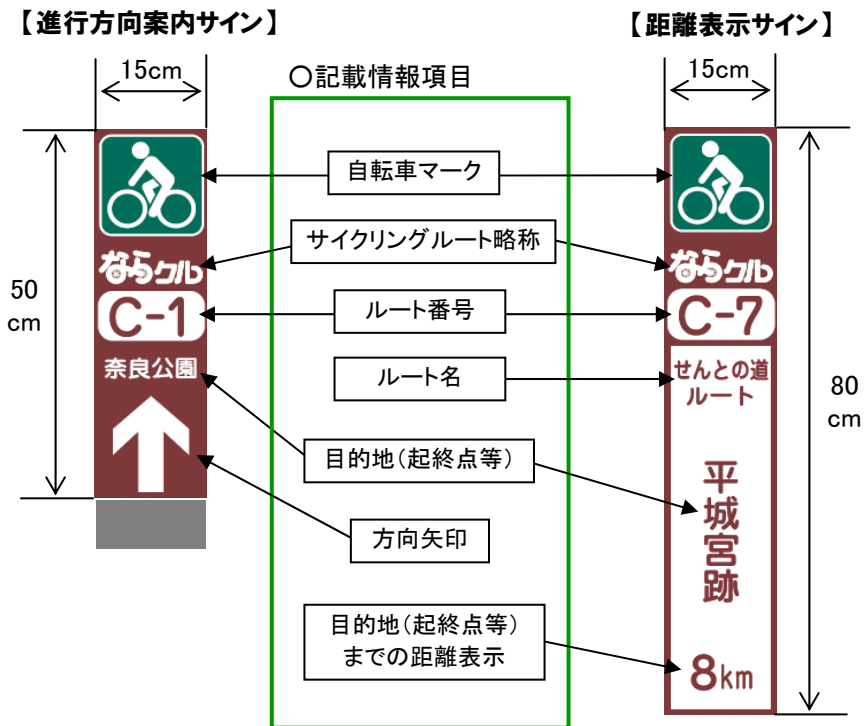 【進行方向案内サイン】
15cm
50
cm
ならクル
C-1
奈良公園
○記載情報項目
自転車マーク
サイクリングルート略称
ルート番号
ルート名
目的地(起終点等)
方向矢印
目的地(起終点等)
までの距離表示
【距離表示サイン】
15cm
80
cm
ならクル
C-7
せんとの道
ルート
平城宮跡
8km